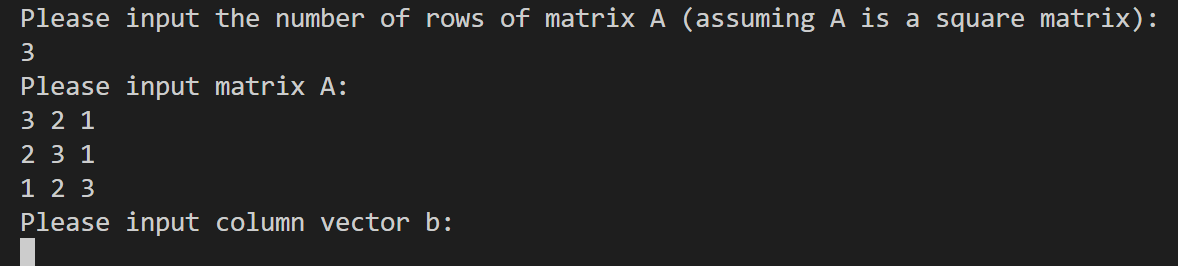 Please input the number of rows of matrix A (assuming A is a square matrix):
3
Please input matrix A:
3 2 1
2 3 1
1 2 3
Please input column vector b: